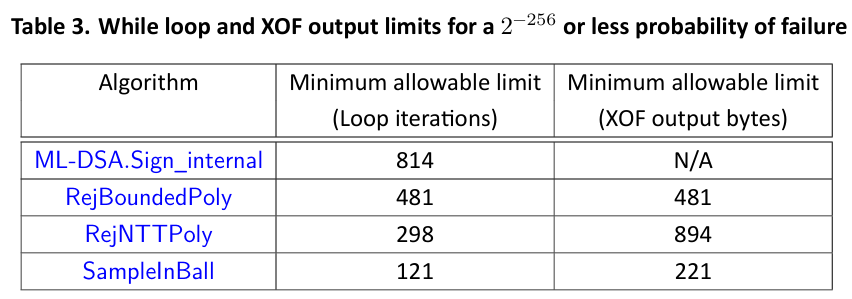 Table 3. While loop and XOF output limits for a 2⁻²⁵⁶ or less probability of failure
Algorithm Minimum allowable limit (Loop iterations) Minimum allowable limit (XOF output bytes)
ML-DSA.Sign_internal 814 N/A
RejBoundedPoly 481 481
RejNTTPoly 298 894
SampleInBall 121 221